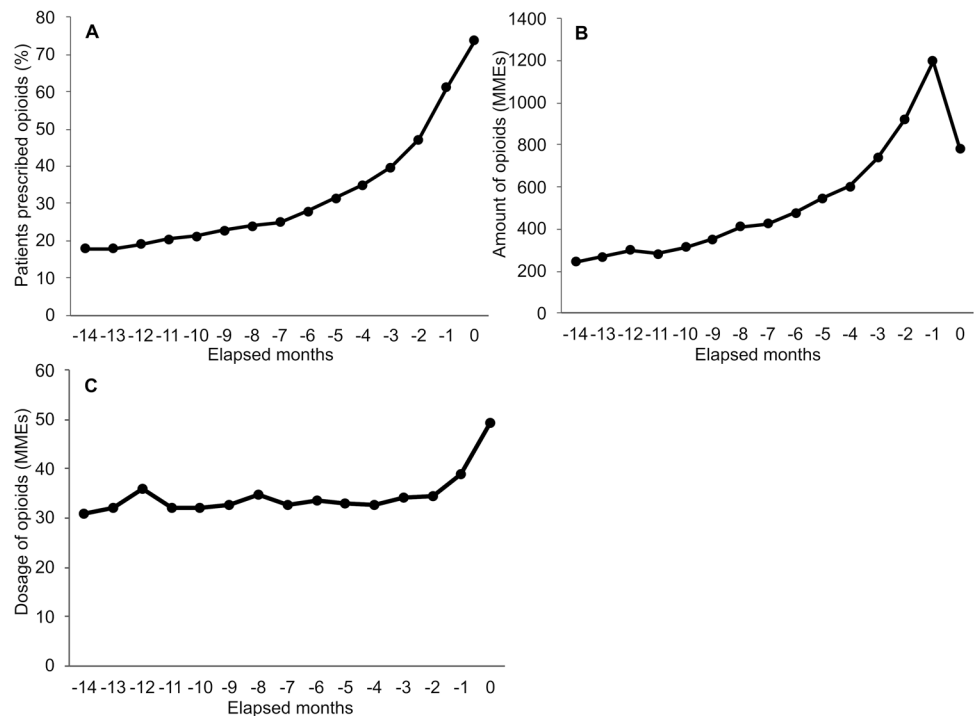 A
Patients prescribed opioids (%)
80
70
60
50
40
30
20
10
0
-14 -13 -12 -11 -10 -9 -8 -7 -6 -5 -4 -3 -2 -1 0
Elapsed months
B
Amount of opioids (MMEs)
1400
1200
1000
800
600
400
200
0
-14 -13 -12 -11 -10 -9 -8 -7 -6 -5 -4 -3 -2 -1 0
Elapsed months
C
Dosage of opioids (MMEs)
60
50
40
30
20
10
0
-14 -13 -12 -11 -10 -9 -8 -7 -6 -5 -4 -3 -2 -1 0
Elapsed months